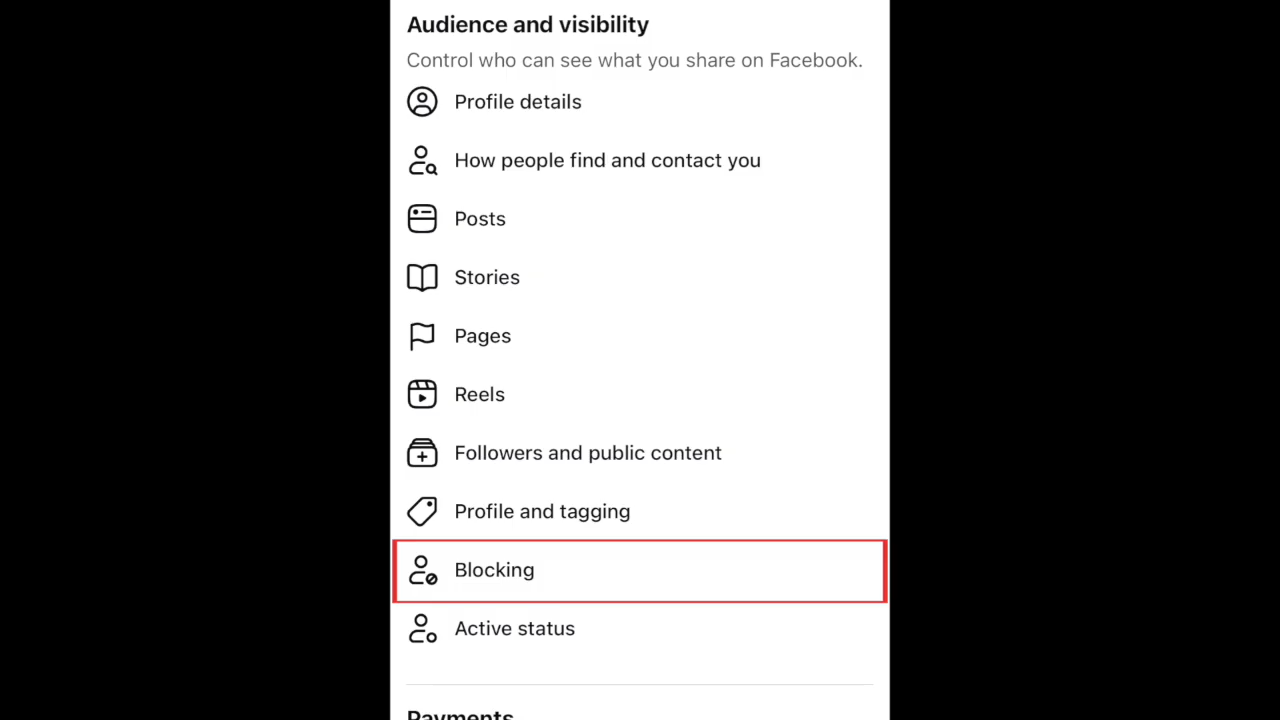 Audience and visibility
Control who can see what you share on Facebook.
Profile details
How people find and contact you
Posts
Stories
Pages
Reels
Followers and public content
Profile and tagging
Blocking
Active status
Payments